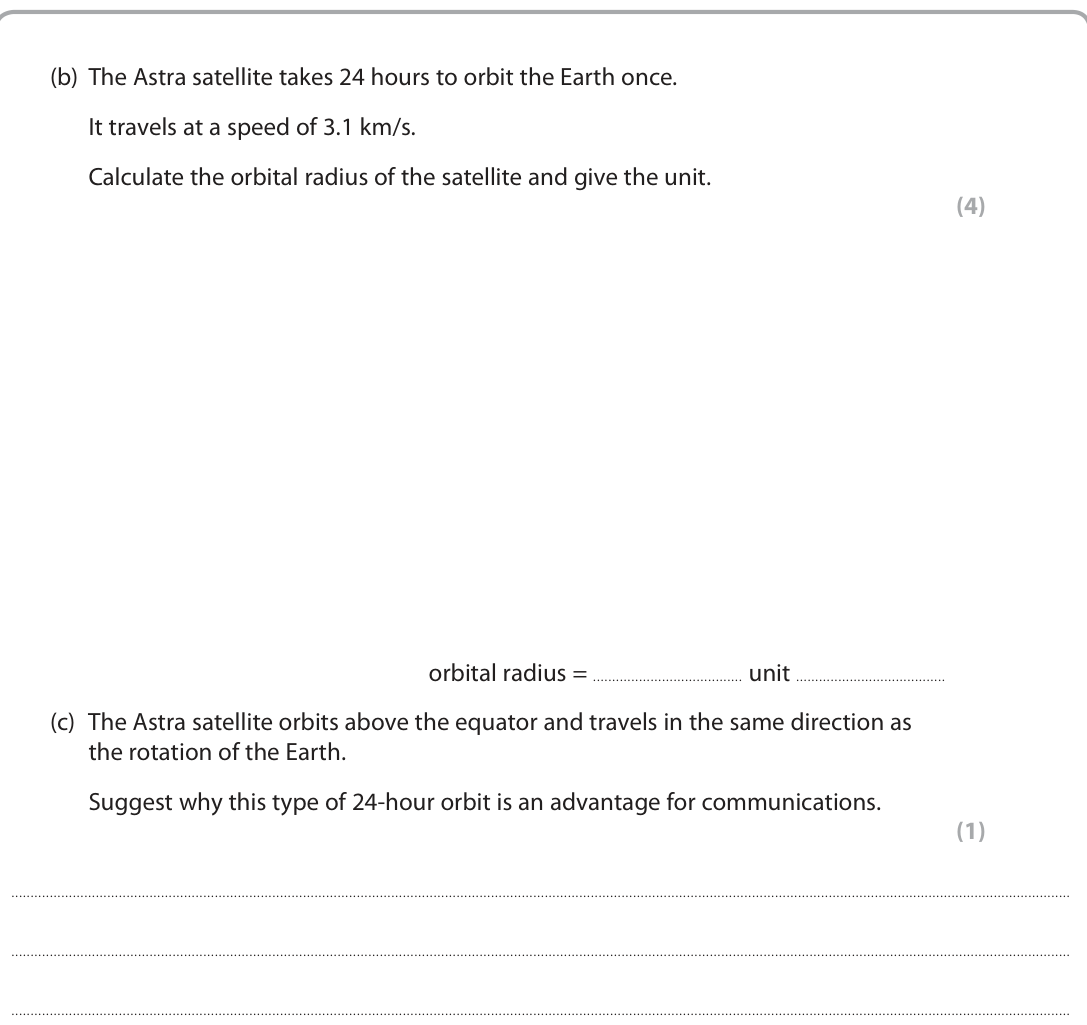 (b) The Astra satellite takes 24 hours to orbit the Earth once.
It travels at a speed of 3.1 km/s.
Calculate the orbital radius of the satellite and give the unit.
(4)
orbital radius = ........................................ unit ........................................
(c) The Astra satellite orbits above the equator and travels in the same direction as
the rotation of the Earth.
Suggest why this type of 24-hour orbit is an advantage for communications.
(1)